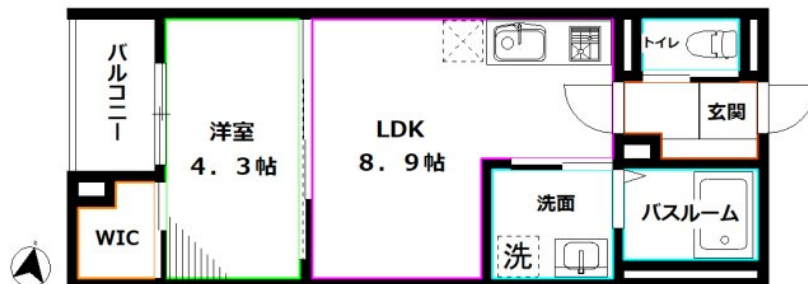 バルコニー
洋室
4．3帖
WIC
LDK
8．9帖
トイレ
玄関
洗面
洗
バスルーム